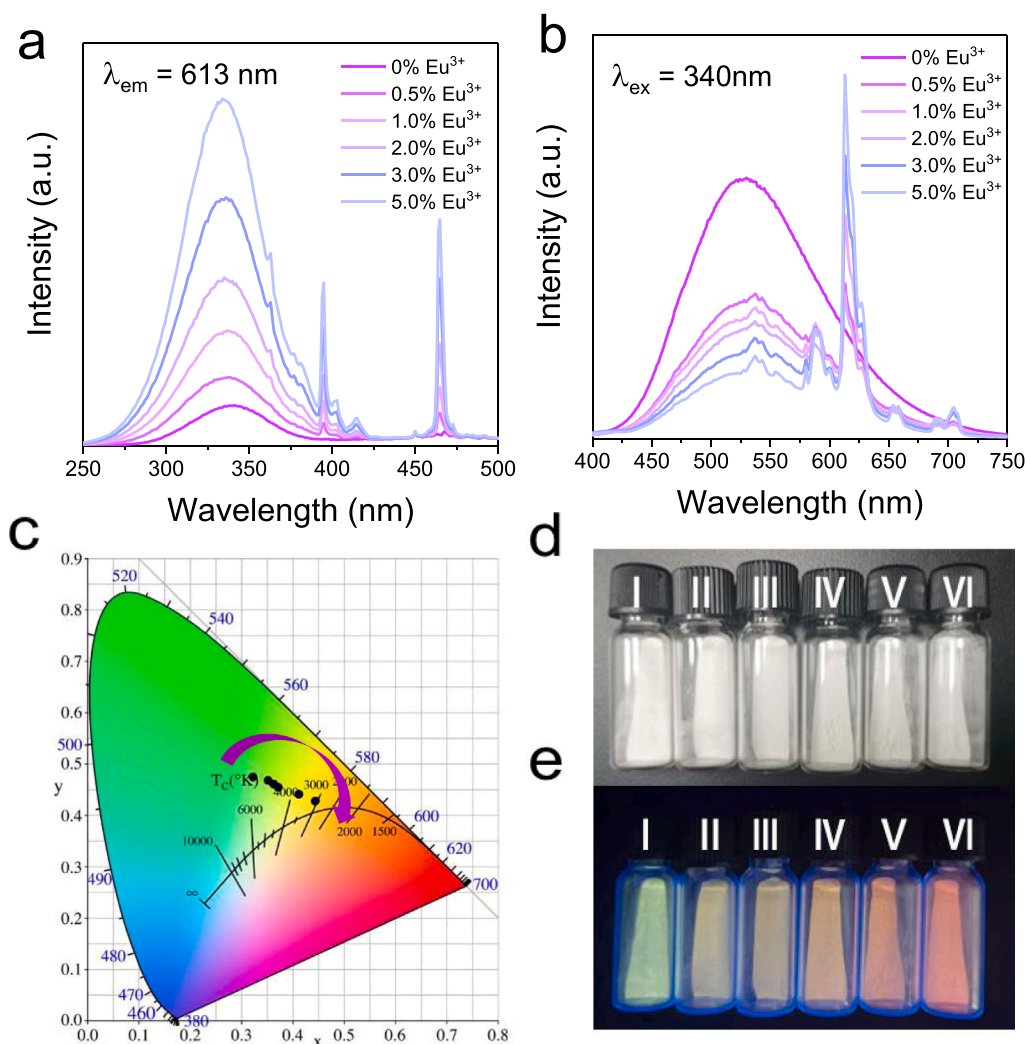 a
λem = 613 nm
0% Eu3+
0.5% Eu3+
1.0% Eu3+
2.0% Eu3+
3.0% Eu3+
5.0% Eu3+
Intensity (a.u.)
250 300 350 400 450 500
Wavelength (nm)
b
λex = 340nm
0% Eu3+
0.5% Eu3+
1.0% Eu3+
2.0% Eu3+
3.0% Eu3+
5.0% Eu3+
Intensity (a.u.)
400 450 500 550 600 650 700 750
Wavelength (nm)
c
0.9
0.8
0.7
0.6
0.5
y
0.4
0.3
0.2
0.1
0.0
0.0 0.1 0.2 0.3 0.4 0.5 0.6 0.7 0.8
x
520
540
560
580
600
620
700
500
490
480
470
460
380
TC(°K)
10000
6000
4000
3000
2000
1500
∞
d
I II III IV V VI
e
I II III IV V VI